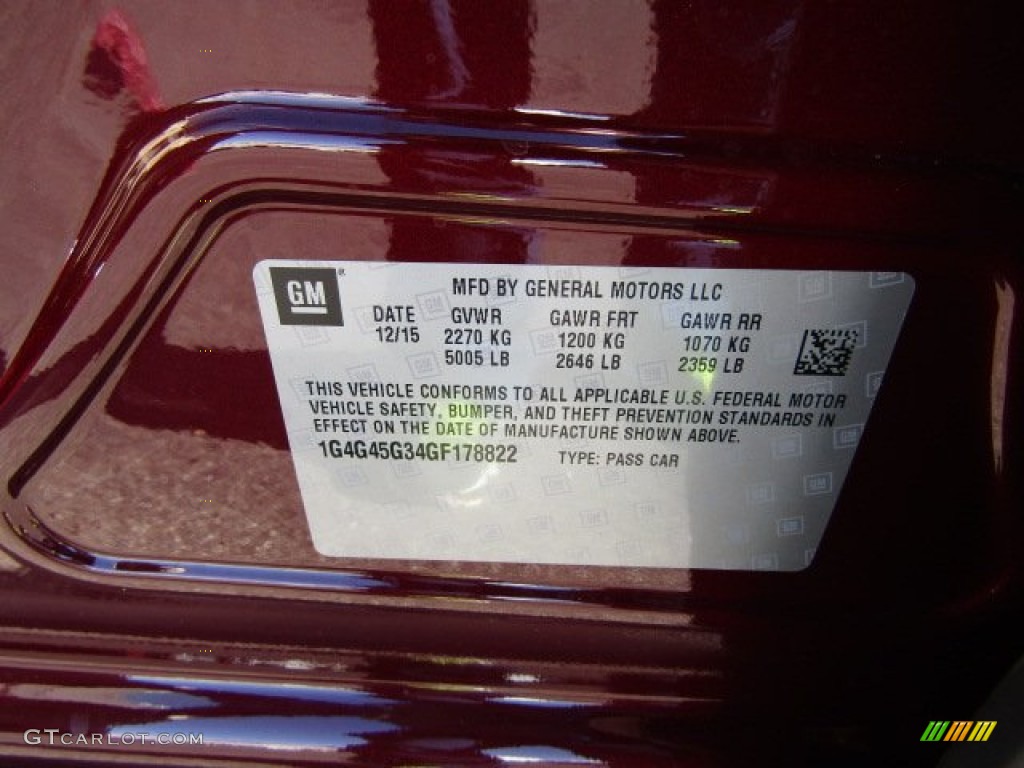 GM ®
MFD BY GENERAL MOTORS LLC
DATE GVWR GAWR FRT GAWR RR
12/15 2270 KG 1200 KG 1070 KG
5005 LB 2646 LB 2359 LB
THIS VEHICLE CONFORMS TO ALL APPLICABLE U.S. FEDERAL MOTOR
VEHICLE SAFETY, BUMPER, AND THEFT PREVENTION STANDARDS IN
EFFECT ON THE DATE OF MANUFACTURE SHOWN ABOVE.
1G4G45G34GF178822 TYPE: PASS CAR
GTCARLOT.COM